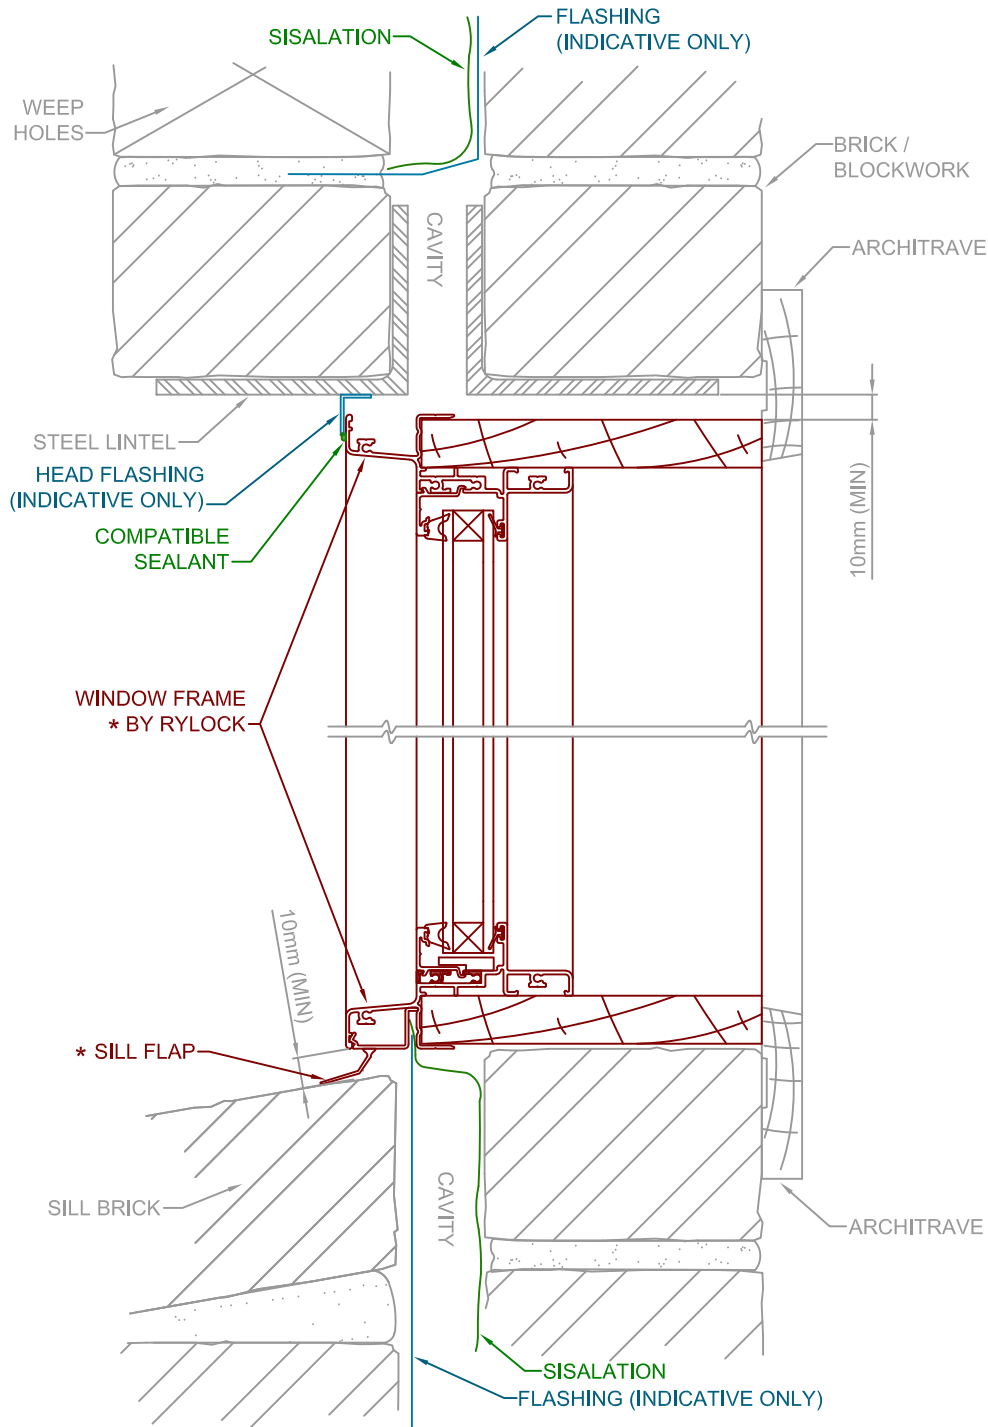 FLASHING
(INDICATIVE ONLY)
SISALATION
WEEP
HOLES
BRICK /
BLOCKWORK
CAVITY
ARCHITRAVE
STEEL LINTEL
HEAD FLASHING
(INDICATIVE ONLY)
10mm (MIN)
COMPATIBLE
SEALANT
WINDOW FRAME
* BY RYLOCK
10mm (MIN)
* SILL FLAP
SILL BRICK
CAVITY
ARCHITRAVE
SISALATION
FLASHING (INDICATIVE ONLY)